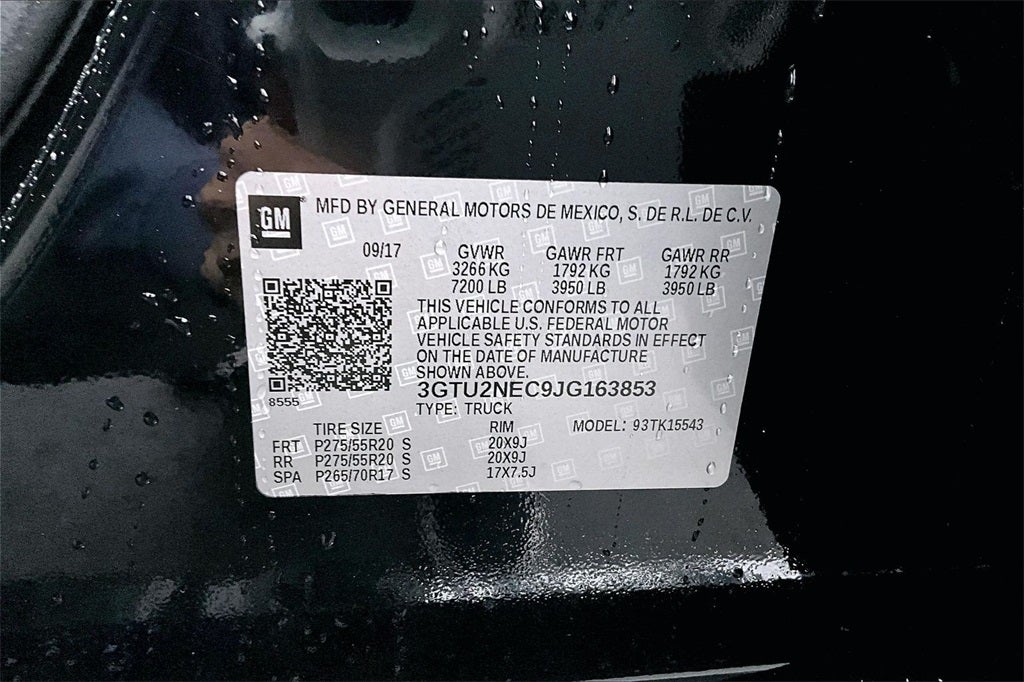 GM
MFD BY GENERAL MOTORS DE MEXICO, S. DE R.L. DE C.V.
09/17 GVWR GAWR FRT GAWR RR
3266 KG 1792 KG 1792 KG
7200 LB 3950 LB 3950 LB
THIS VEHICLE CONFORMS TO ALL
APPLICABLE U.S. FEDERAL MOTOR
VEHICLE SAFETY STANDARDS IN EFFECT
ON THE DATE OF MANUFACTURE
SHOWN ABOVE.
3GTU2NEC9JG163853
8555
TYPE: TRUCK
TIRE SIZE RIM MODEL: 93TK15543
FRT P275/55R20 S 20X9J
RR P275/55R20 S 20X9J
SPA P265/70R17 S 17X7.5J